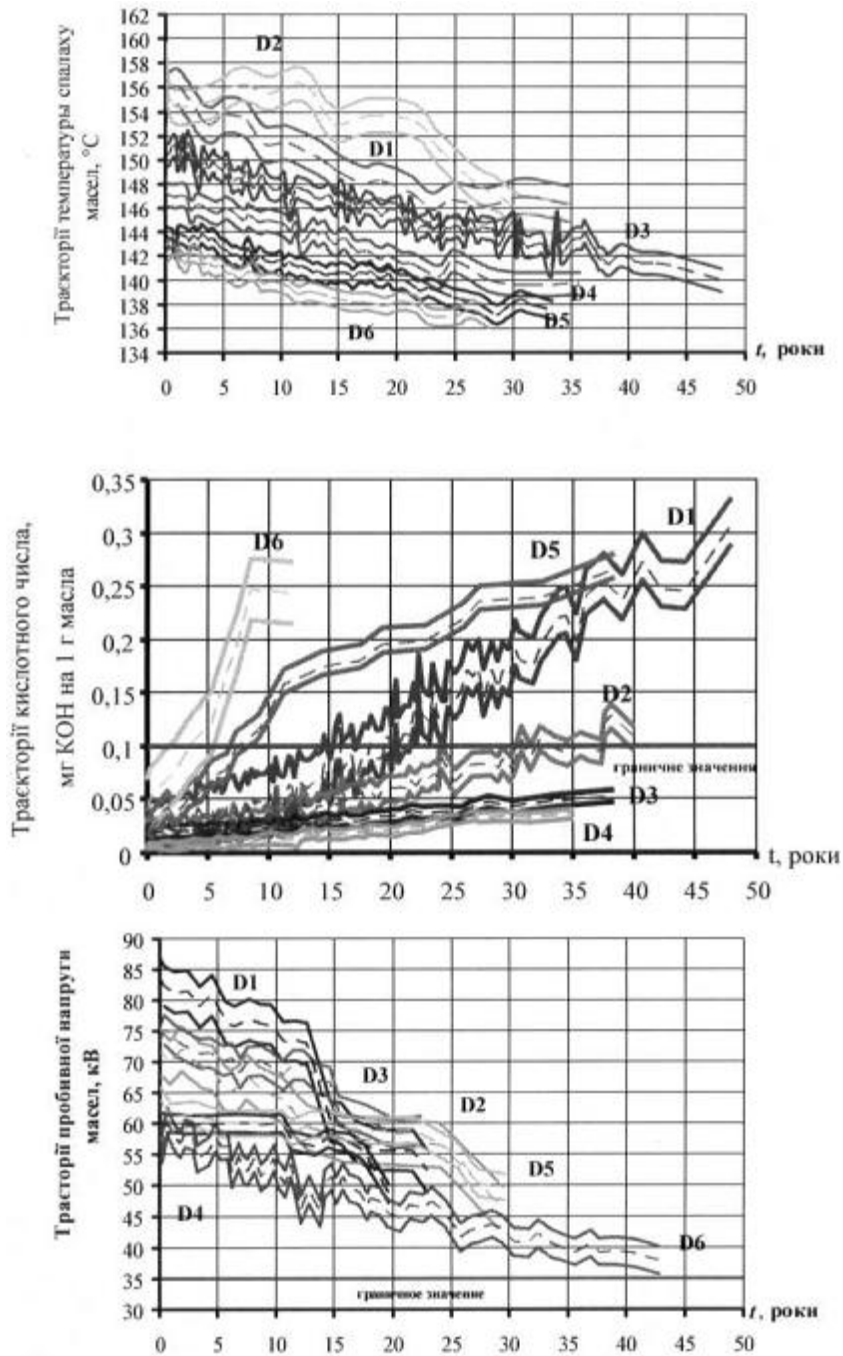 Траєкторії температуры спалаху
масел, °С
162
160
158
156
154
152
150
148
146
144
142
140
138
136
134
D2
D1
D3
D4
D5
D6
t, роки
0 5 10 15 20 25 30 35 40 45 50
Траєкторії кислотного числа,
мг КОН на 1 г масла
0,35
0,3
0,25
0,2
0,15
0,1
0,05
0
D6
D5
D1
D2
граничне значення
D3
D4
t, роки
0 5 10 15 20 25 30 35 40 45 50
Траєторії пробивної напруги
масел, кВ
90
85
80
75
70
65
60
55
50
45
40
35
30
D1
D3
D2
D5
D4
D6
граничное значение
t, роки
0 5 10 15 20 25 30 35 40 45 50